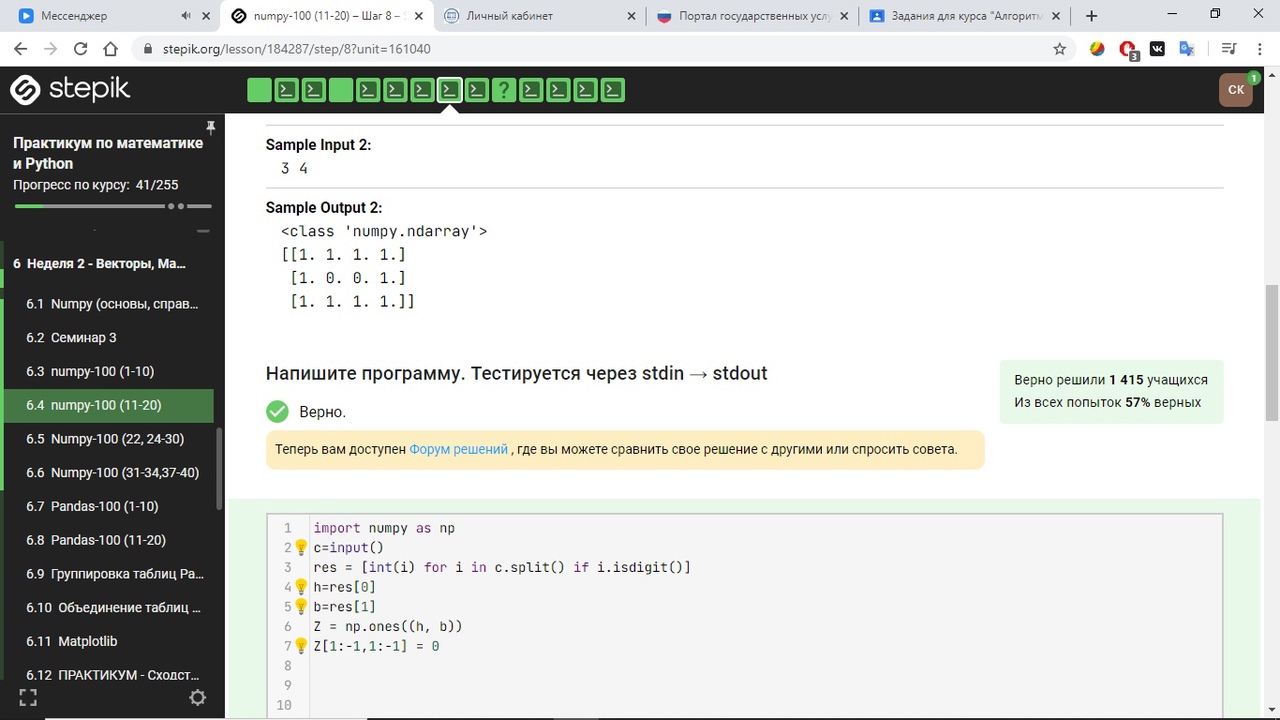 Мессенджер
numpy-100 (11-20) – Шаг 8 –
Личный кабинет
Портал государственных услу
Задания для курса "Алгоритм
stepik.org/lesson/184287/step/8?unit=161040
3
stepik
?
СК
1
Практикум по математике
и Python
Прогресс по курсу: 41/255
6 Неделя 2 - Векторы, Ма...
6.1 Numpy (основы, справ...
6.2 Семинар 3
6.3 numpy-100 (1-10)
6.4 numpy-100 (11-20)
6.5 Numpy-100 (22, 24-30)
6.6 Numpy-100 (31-34,37-40)
6.7 Pandas-100 (1-10)
6.8 Pandas-100 (11-20)
6.9 Группировка таблиц Pa...
6.10 Объединение таблиц ...
6.11 Matplotlib
6.12 ПРАКТИКУМ - Сходст...
Sample Input 2:
3 4
Sample Output 2:
<class 'numpy.ndarray'>
[[1. 1. 1. 1.]
[1. 0. 0. 1.]
[1. 1. 1. 1.]]
Напишите программу. Тестируется через stdin → stdout
Верно решили 1 415 учащихся
Из всех попыток 57% верных
Верно.
Теперь вам доступен Форум решений , где вы можете сравнить свое решение с другими или спросить совета.
1 import numpy as np
2 c=input()
3 res = [int(i) for i in c.split() if i.isdigit()]
4 h=res[0]
5 b=res[1]
6 Z = np.ones((h, b))
7 Z[1:-1,1:-1] = 0
8
9
10